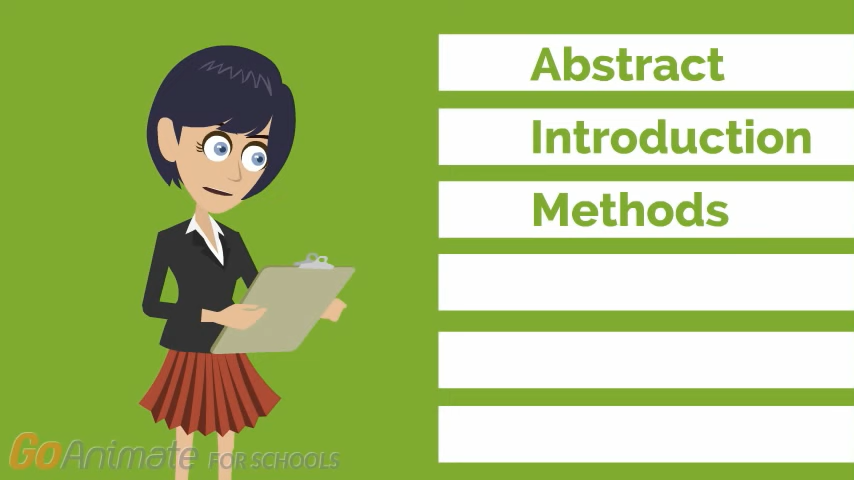 Abstract
Introduction
Methods
GoAnimate FOR SCHOOLS